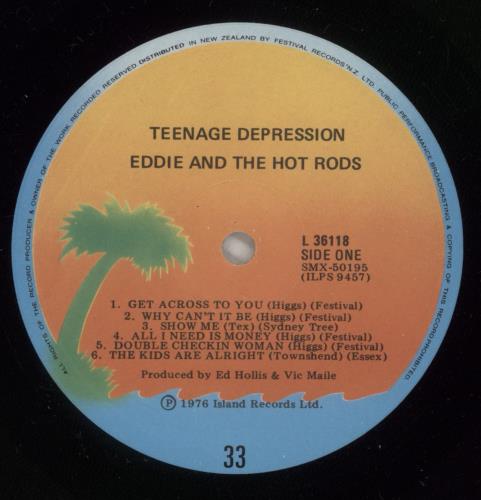 ALL RIGHTS OF THE RECORD PRODUCER & OWNER OF THE WORK RECORDED RESERVED. DISTRIBUTED IN NEW ZEALAND BY FESTIVAL RECORDS N.Z. LTD. PUBLIC PERFORMANCE BROADCASTING & COPYING OF THIS RECORD PROHIBITED.
TEENAGE DEPRESSION
EDDIE AND THE HOT RODS
L 36118
SIDE ONE
SMX-50195
(ILPS 9457)
1. GET ACROSS TO YOU (Higgs) (Festival)
2. WHY CAN'T IT BE (Higgs) (Festival)
3. SHOW ME (Tex) (Sydney Tree)
4. ALL I NEED IS MONEY (Higgs) (Festival)
5. DOUBLE CHECKIN WOMAN (Higgs) (Festival)
6. THE KIDS ARE ALRIGHT (Townshend) (Essex)
Produced by Ed Hollis & Vic Maile
Ⓟ 1976 Island Records Ltd.
33